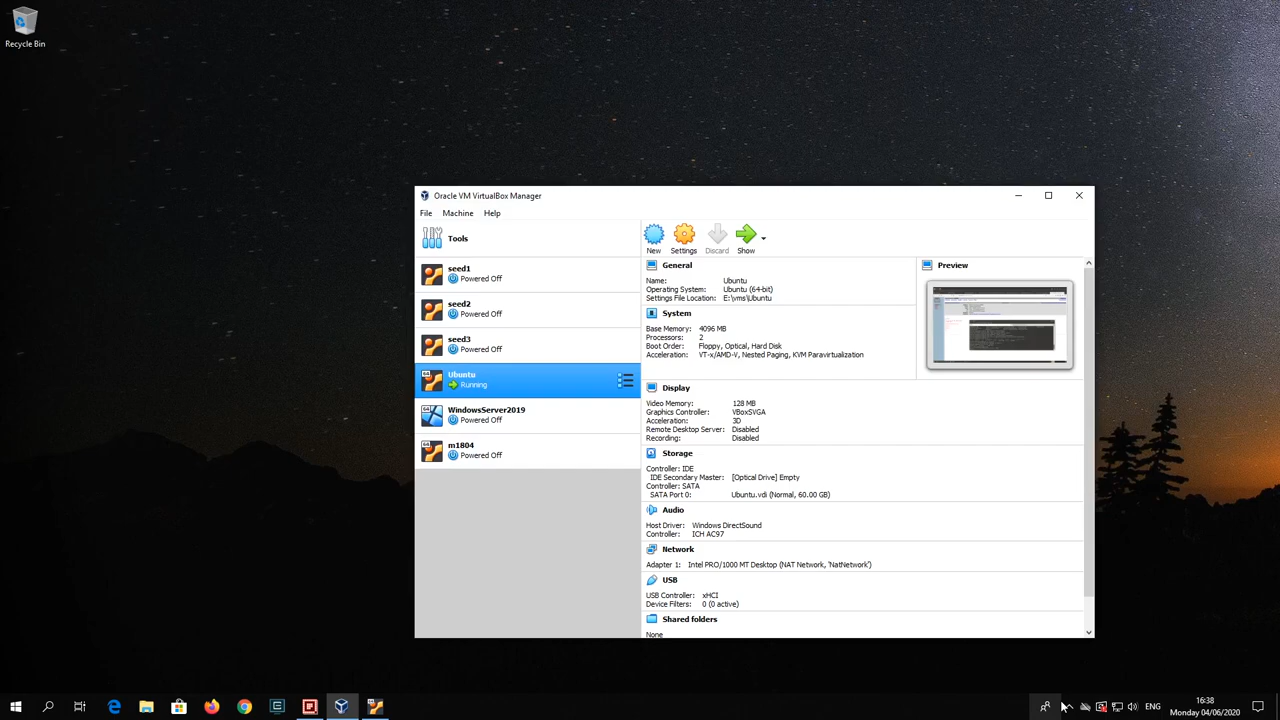 Recycle Bin
Oracle VM VirtualBox Manager
File Machine Help
Tools
New Settings Discard Show
seed1
Powered Off
seed2
Powered Off
seed3
Powered Off
64
Ubuntu
Running
64
WindowsServer2019
Powered Off
64
m1804
Powered Off
General
Name: Ubuntu
Operating System: Ubuntu (64-bit)
Settings File Location: E:\vms\Ubuntu
Preview
System
Base Memory: 4096 MB
Processors: 2
Boot Order: Floppy, Optical, Hard Disk
Acceleration: VT-x/AMD-V, Nested Paging, KVM Paravirtualization
Display
Video Memory: 128 MB
Graphics Controller: VBoxSVGA
Acceleration: 3D
Remote Desktop Server: Disabled
Recording: Disabled
Storage
Controller: IDE
IDE Secondary Master: [Optical Drive] Empty
Controller: SATA
SATA Port 0: Ubuntu.vdi (Normal, 60.00 GB)
Audio
Host Driver: Windows DirectSound
Controller: ICH AC97
Network
Adapter 1: Intel PRO/1000 MT Desktop (NAT Network, 'NatNetwork')
USB
USB Controller: xHCI
Device Filters: 0 (0 active)
Shared folders
None
ENG
16:38
Monday 04/06/2020